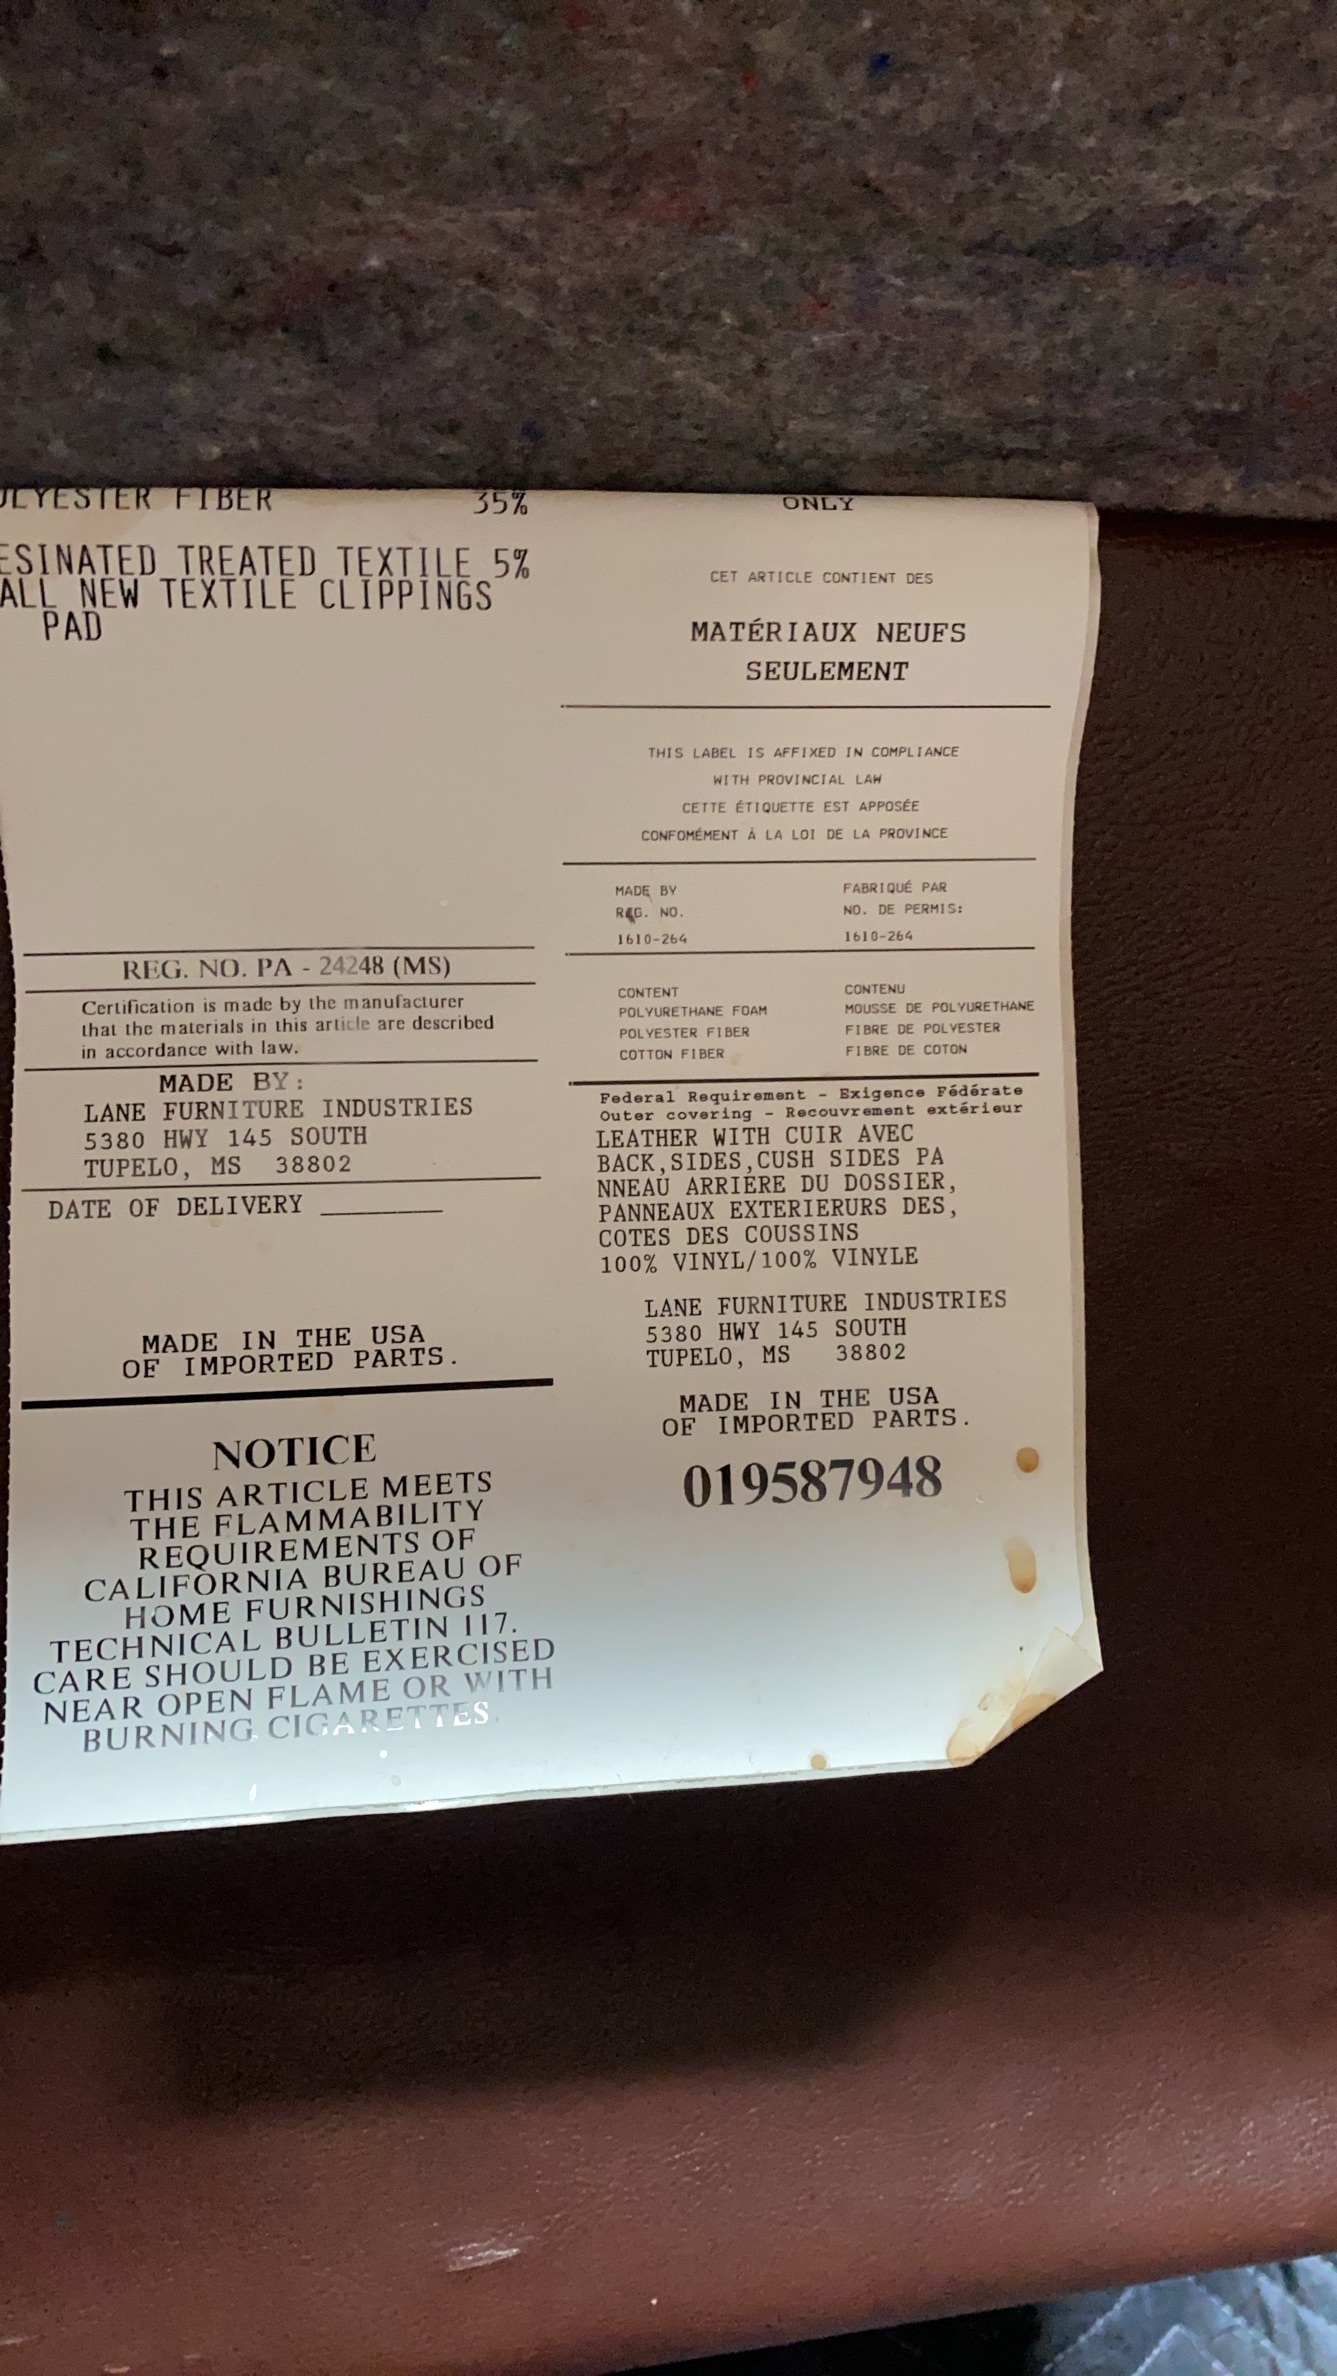 POLYESTER FIBER 35%
RESINATED TREATED TEXTILE 5%
ALL NEW TEXTILE CLIPPINGS
PAD
REG. NO. PA - 24248 (MS)
Certification is made by the manufacturer
that the materials in this article are described
in accordance with law.
MADE BY:
LANE FURNITURE INDUSTRIES
5380 HWY 145 SOUTH
TUPELO, MS 38802
DATE OF DELIVERY
MADE IN THE USA
OF IMPORTED PARTS.
NOTICE
THIS ARTICLE MEETS
THE FLAMMABILITY
REQUIREMENTS OF
CALIFORNIA BUREAU OF
HOME FURNISHINGS
TECHNICAL BULLETIN 117.
CARE SHOULD BE EXERCISED
NEAR OPEN FLAME OR WITH
BURNING CIGARETTES.
ONLY
CET ARTICLE CONTIENT DES
MATÉRIAUX NEUFS
SEULEMENT
THIS LABEL IS AFFIXED IN COMPLIANCE
WITH PROVINCIAL LAW
CETTE ÉTIQUETTE EST APPOSÉE
CONFOMÉMENT À LA LOI DE LA PROVINCE
MADE BY FABRIQUÉ PAR
REG. NO. NO. DE PERMIS:
1610-264 1610-264
CONTENT CONTENU
POLYURETHANE FOAM MOUSSE DE POLYURETHANE
POLYESTER FIBER FIBRE DE POLYESTER
COTTON FIBER FIBRE DE COTON
Federal Requirement - Exigence Fédérate
Outer covering - Recouvrement extérieur
LEATHER WITH CUIR AVEC
BACK,SIDES,CUSH SIDES PA
NNEAU ARRIERE DU DOSSIER,
PANNEAUX EXTERIERURS DES,
COTES DES COUSSINS
100% VINYL/100% VINYLE
LANE FURNITURE INDUSTRIES
5380 HWY 145 SOUTH
TUPELO, MS 38802
MADE IN THE USA
OF IMPORTED PARTS.
019587948